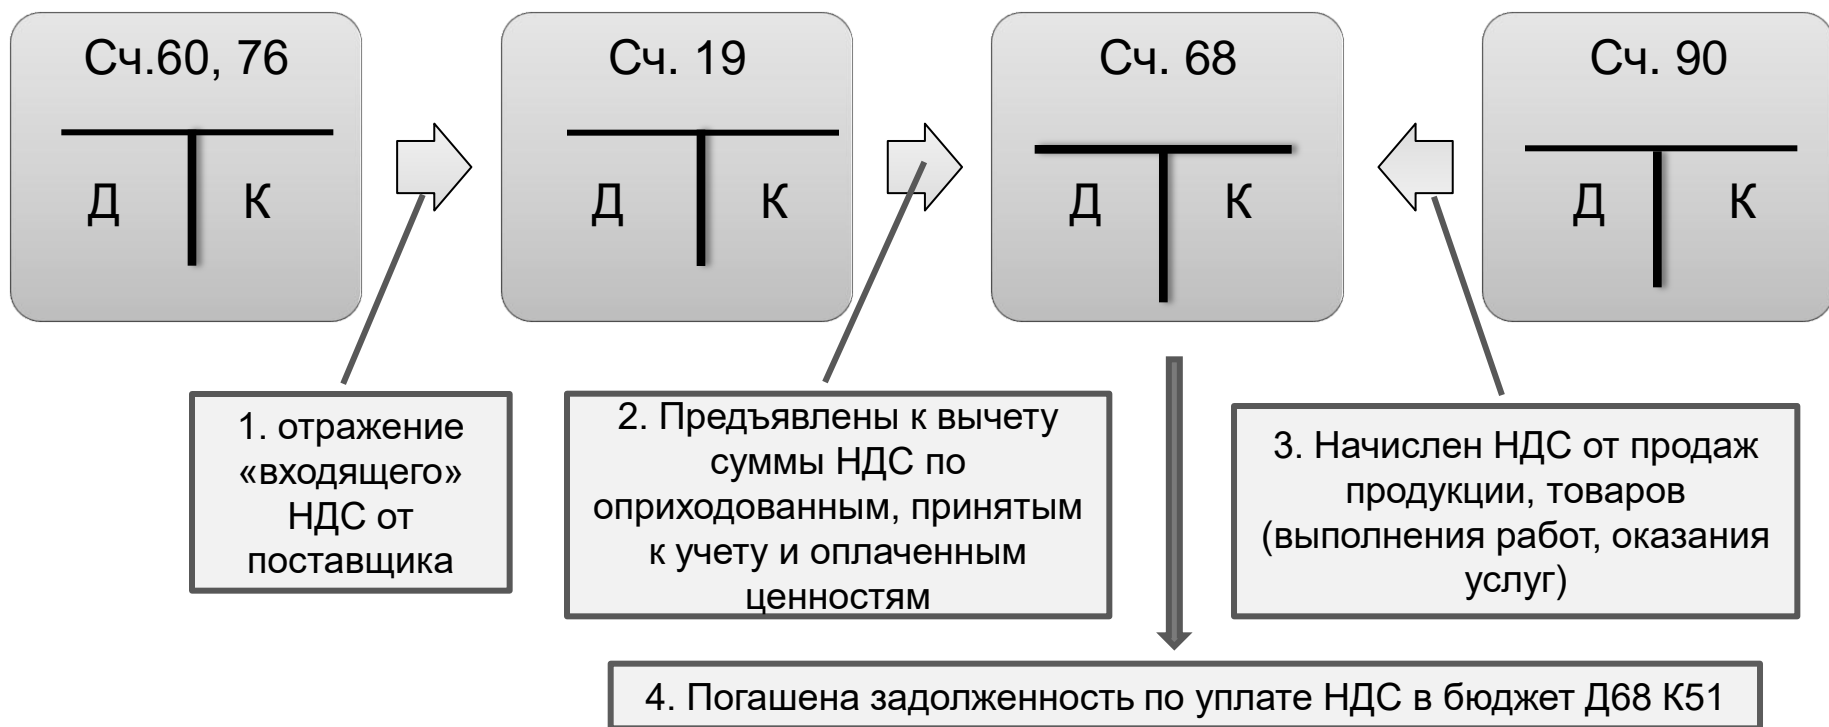 Сч.60, 76
Д К
Сч. 19
Д К
Сч. 68
Д К
Сч. 90
Д К
1. отражение
«входящего»
НДС от
поставщика
2. Предъявлены к вычету
суммы НДС по
оприходованным, принятым
к учету и оплаченным
ценностям
3. Начислен НДС от продаж
продукции, товаров
(выполнения работ, оказания
услуг)
4. Погашена задолженность по уплате НДС в бюджет Д68 К51